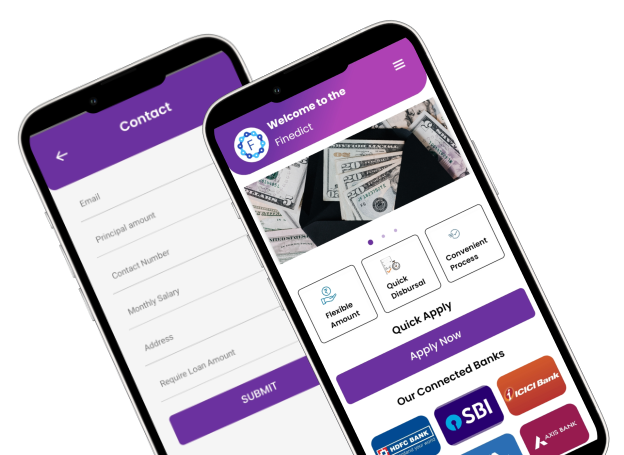 Contact
Email
Principal amount
Contact Number
Monthly Salary
Address
Require Loan Amount
SUBMIT
Welcome to the
Finedict
F
Flexible
Amount
Quick
Disbursal
Convenient
Process
Quick Apply
Apply Now
Our Connected Banks
HDFC BANK
SBI
ICICI Bank
AXIS BANK